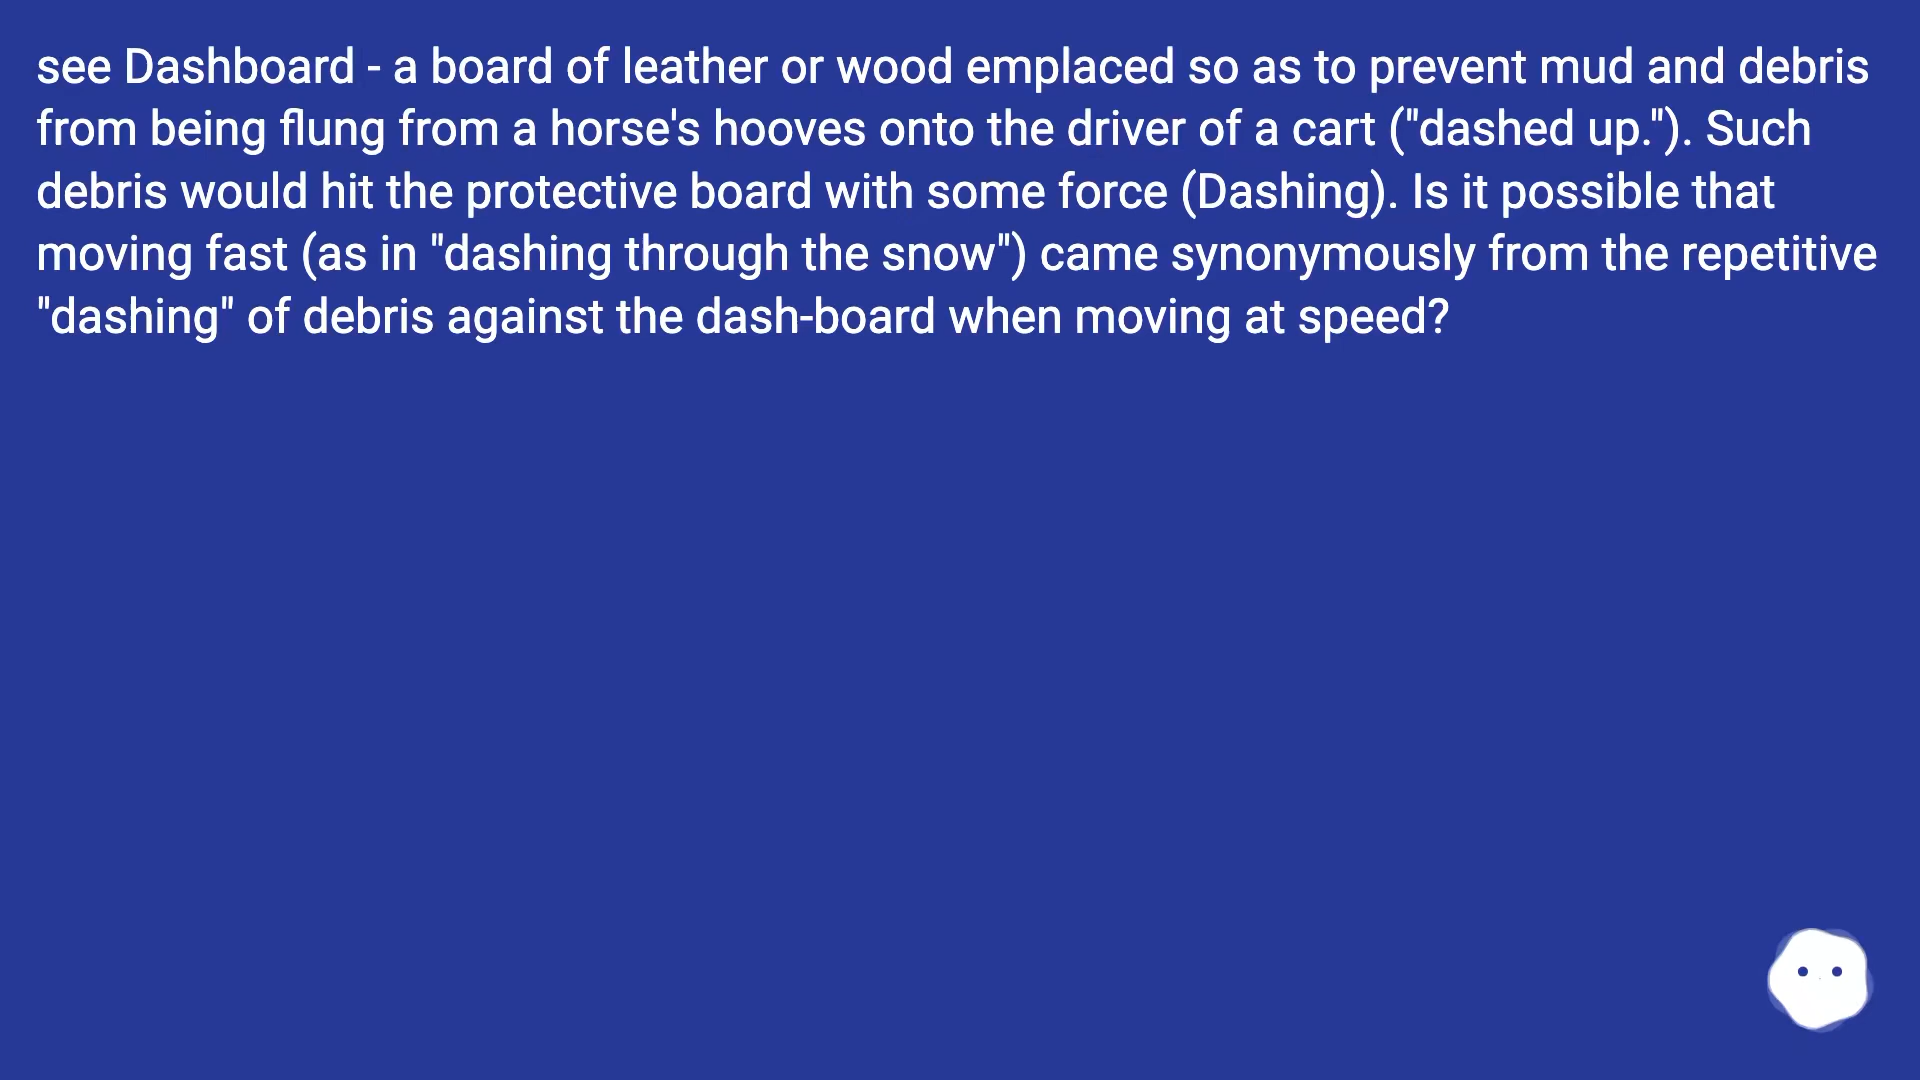 see Dashboard - a board of leather or wood emplaced so as to prevent mud and debris
from being flung from a horse's hooves onto the driver of a cart ("dashed up."). Such
debris would hit the protective board with some force (Dashing). Is it possible that
moving fast (as in "dashing through the snow") came synonymously from the repetitive
"dashing" of debris against the dash-board when moving at speed?